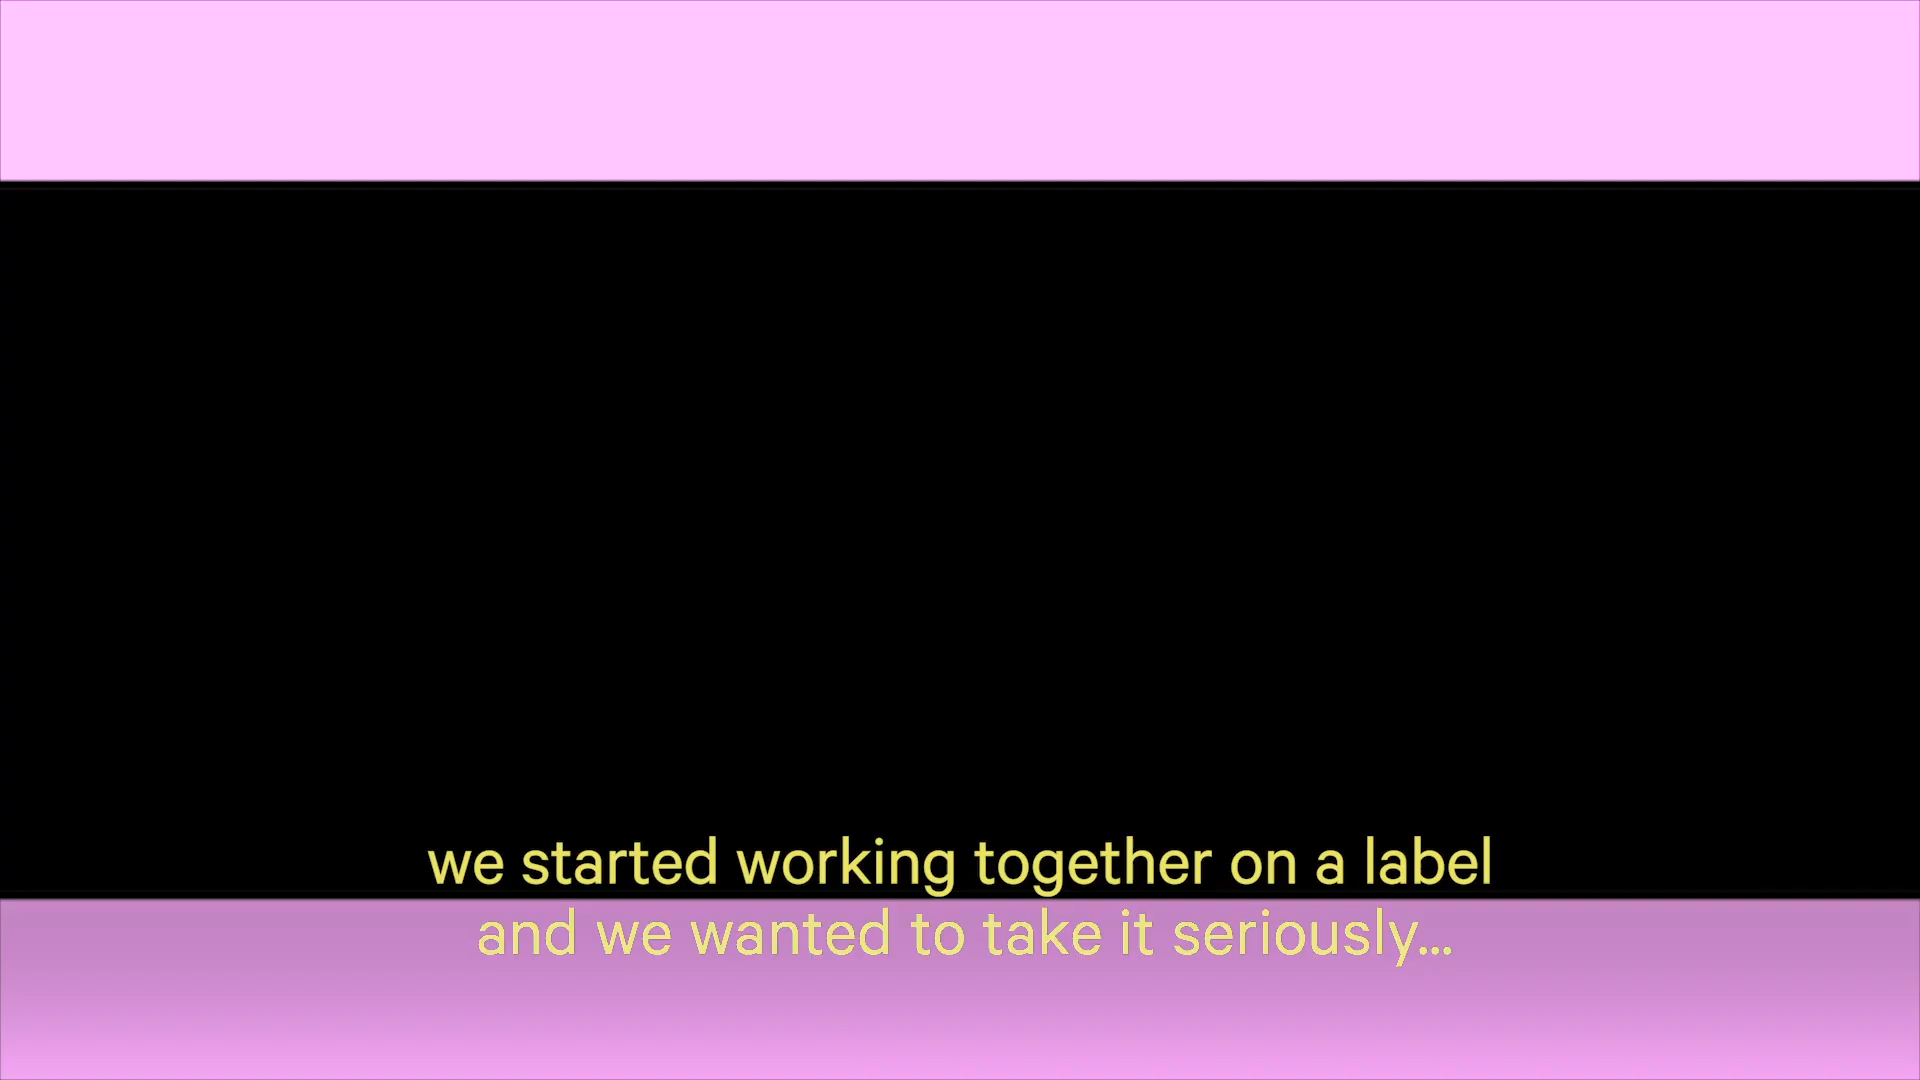 we started working together on a label
and we wanted to take it seriously...